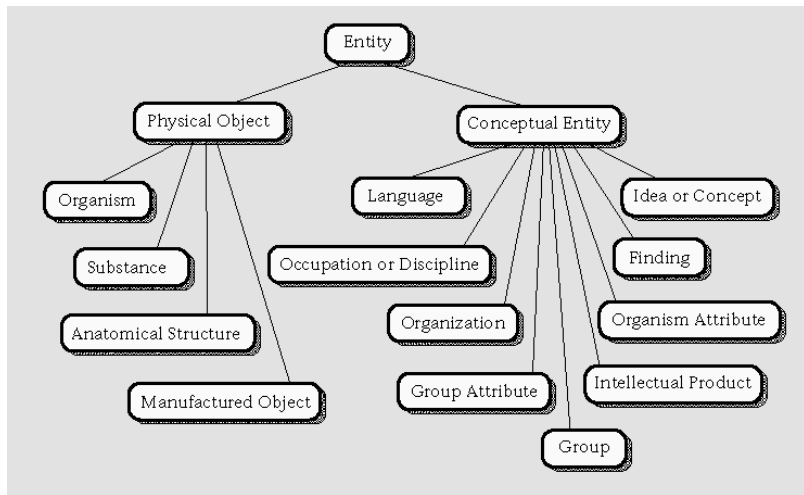 Entity
Physical Object
Conceptual Entity
Organism
Language
Idea or Concept
Substance
Occupation or Discipline
Finding
Anatomical Structure
Organization
Organism Attribute
Manufactured Object
Group Attribute
Intellectual Product
Group